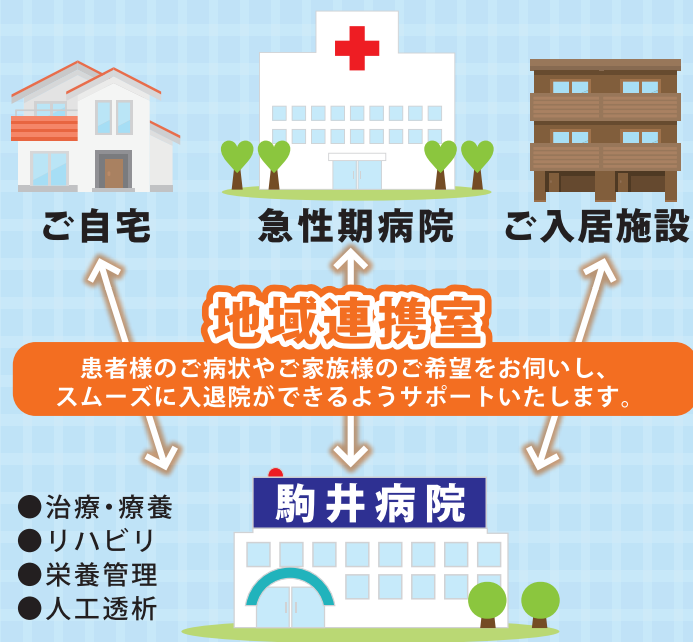 ご自宅
急性期病院
ご入居施設
地域連携室
患者様のご病状やご家族様のご希望をお伺いし、
スムーズに入退院ができるようサポートいたします。
駒井病院
●治療・療養
●リハビリ
●栄養管理
●人工透析